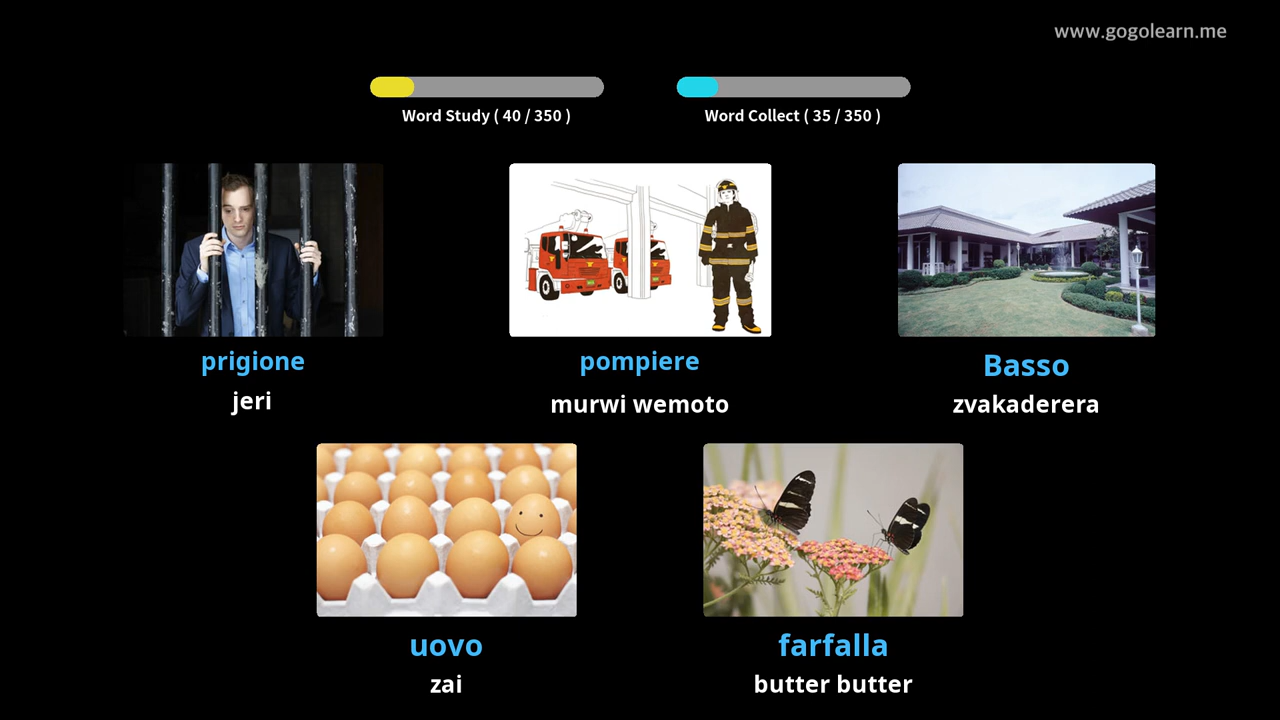 www.gogolearn.me
Word Study ( 40 / 350 )
Word Collect ( 35 / 350 )
prigione
jeri
pompiere
murwi wemoto
Basso
zvakaderera
uovo
zai
farfalla
butter butter